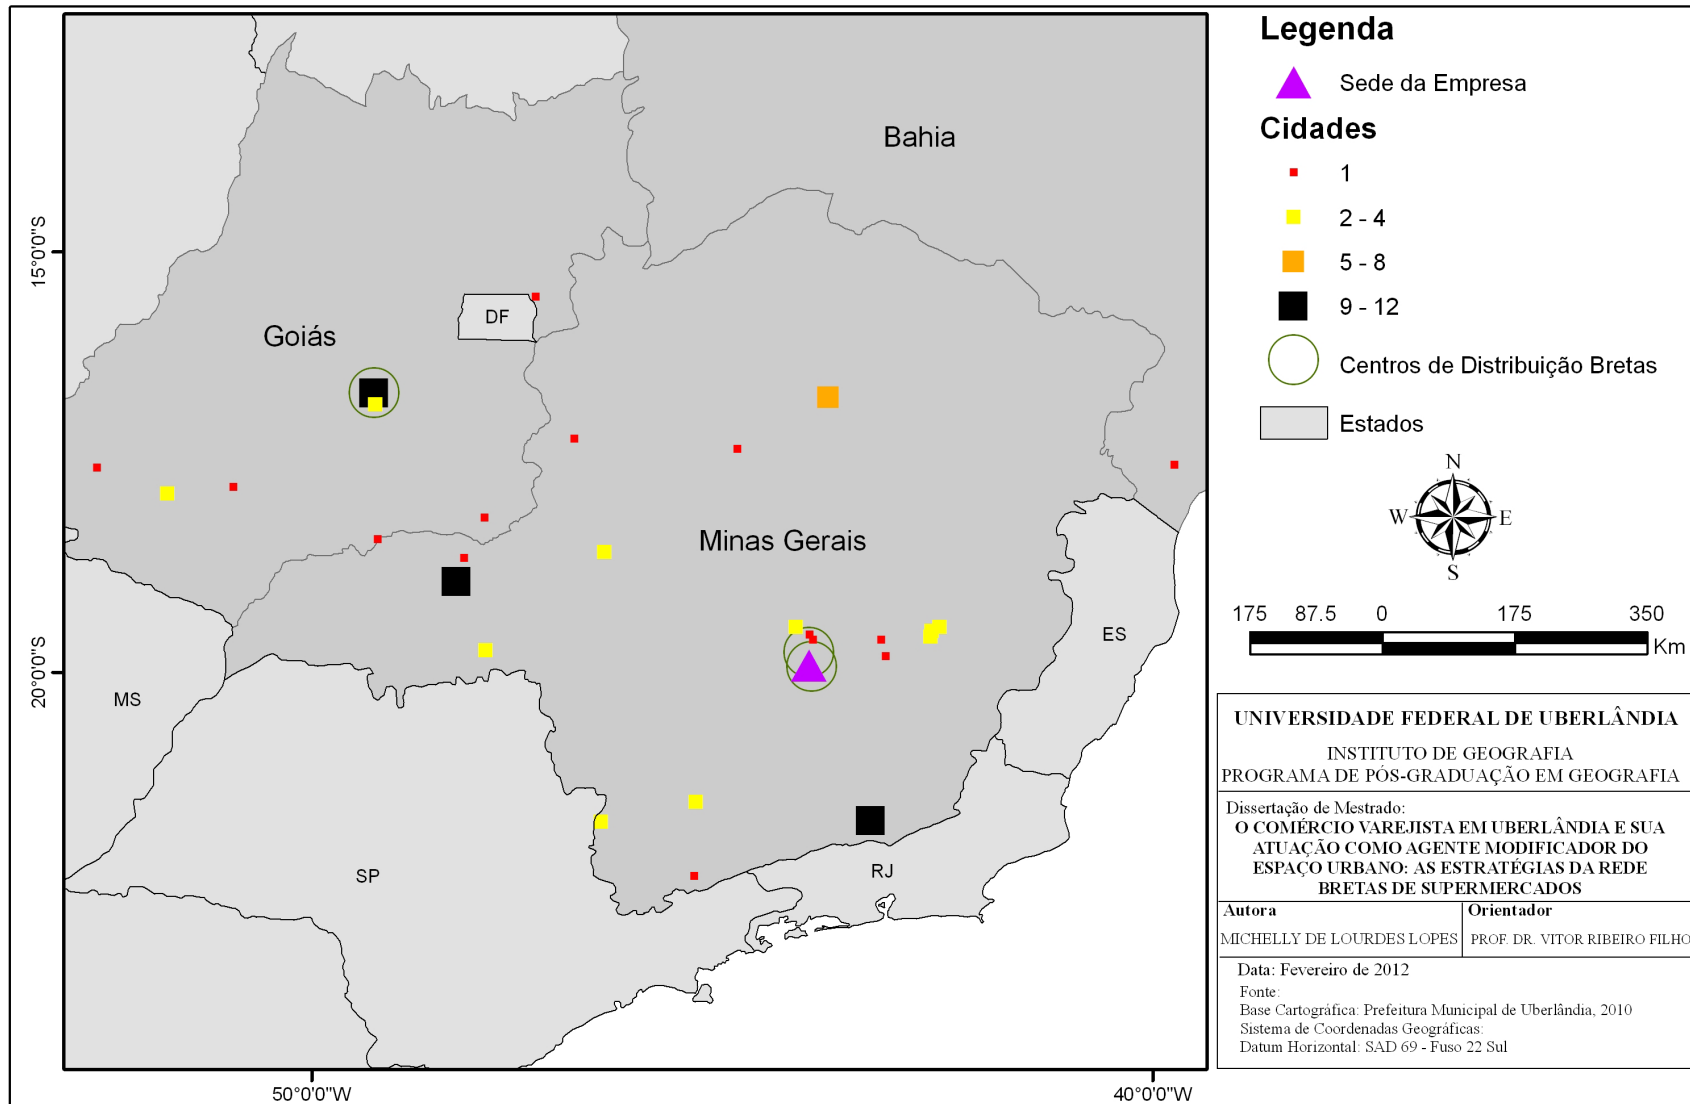 Legenda
Sede da Empresa
Cidades
1
2 - 4
5 - 8
9 - 12
Centros de Distribuição Bretas
Estados
N
W
E
S
175 87.5 0 175 350
Km
Bahia
Goiás
DF
Minas Gerais
ES
MS
SP
RJ
15°0'0"S
20°0'0"S
50°0'0"W
40°0'0"W
UNIVERSIDADE FEDERAL DE UBERLÂNDIA
INSTITUTO DE GEOGRAFIA
PROGRAMA DE PÓS-GRADUAÇÃO EM GEOGRAFIA
Dissertação de Mestrado:
O COMÉRCIO VAREJISTA EM UBERLÂNDIA E SUA
ATUAÇÃO COMO AGENTE MODIFICADOR DO
ESPAÇO URBANO: AS ESTRATÉGIAS DA REDE
BRETAS DE SUPERMERCADOS
Autora
MICHELLY DE LOURDES LOPES
Orientador
PROF. DR. VITOR RIBEIRO FILHO
Data: Fevereiro de 2012
Fonte:
Base Cartográfica: Prefeitura Municipal de Uberlândia, 2010
Sistema de Coordenadas Geográficas:
Datum Horizontal: SAD 69 - Fuso 22 Sul